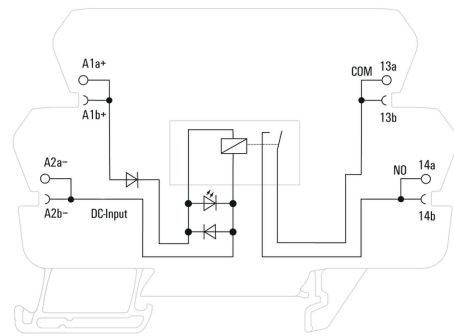 A1a+
A1b+
A2a−
A2b−
DC-Input
COM
13a
13b
NO
14a
14b